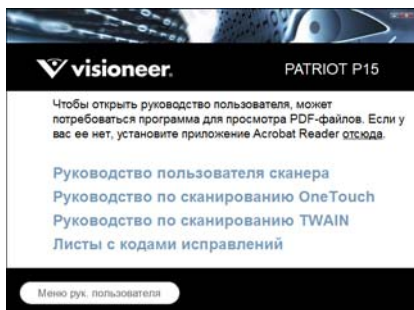 visioneer.
PATRIOT P15
Чтобы открыть руководство пользователя, может
потребоваться программа для просмотра PDF-файлов. Если у
вас ее нет, установите приложение Acrobat Reader отсюда.
Руководство пользователя сканера
Руководство по сканированию OneTouch
Руководство по сканированию TWAIN
Листы с кодами исправлений
Меню рук. пользователя